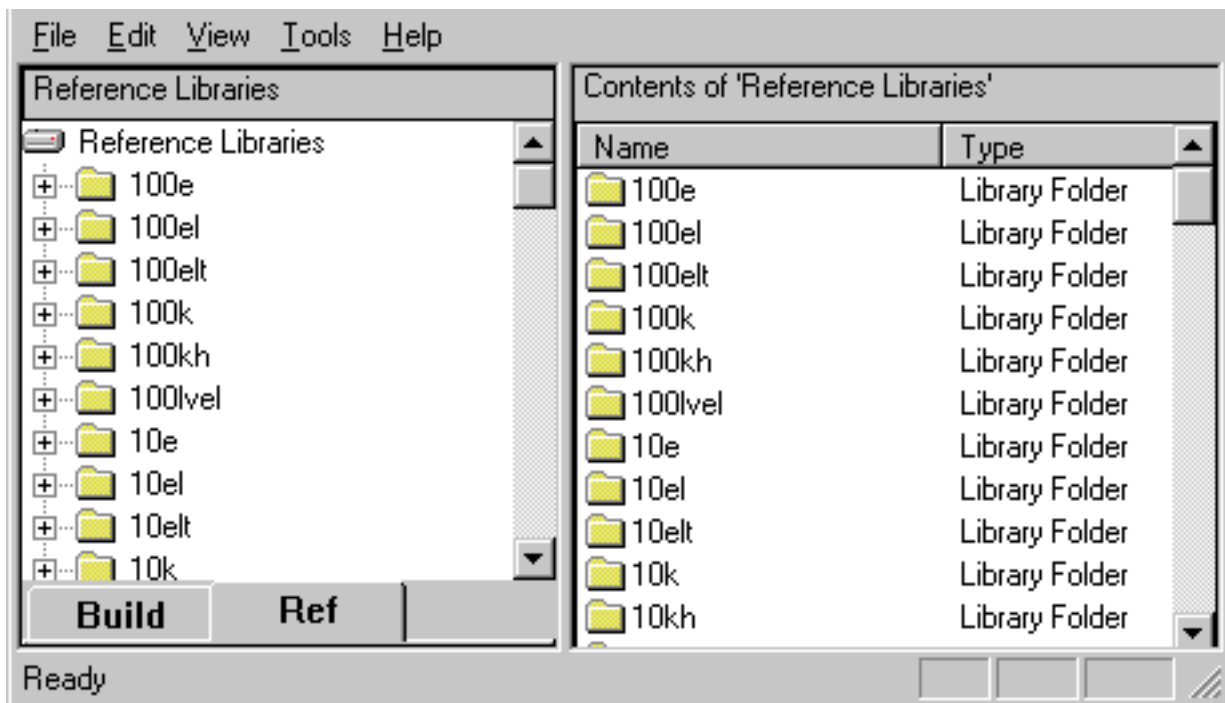 File Edit View Tools Help
Reference Libraries
Reference Libraries
100e
100el
100elt
100k
100kh
100lvel
10e
10el
10elt
10k
Build Ref
Contents of 'Reference Libraries'
Name Type
100e Library Folder
100el Library Folder
100elt Library Folder
100k Library Folder
100kh Library Folder
100lvel Library Folder
10e Library Folder
10el Library Folder
10elt Library Folder
10k Library Folder
10kh Library Folder
Ready